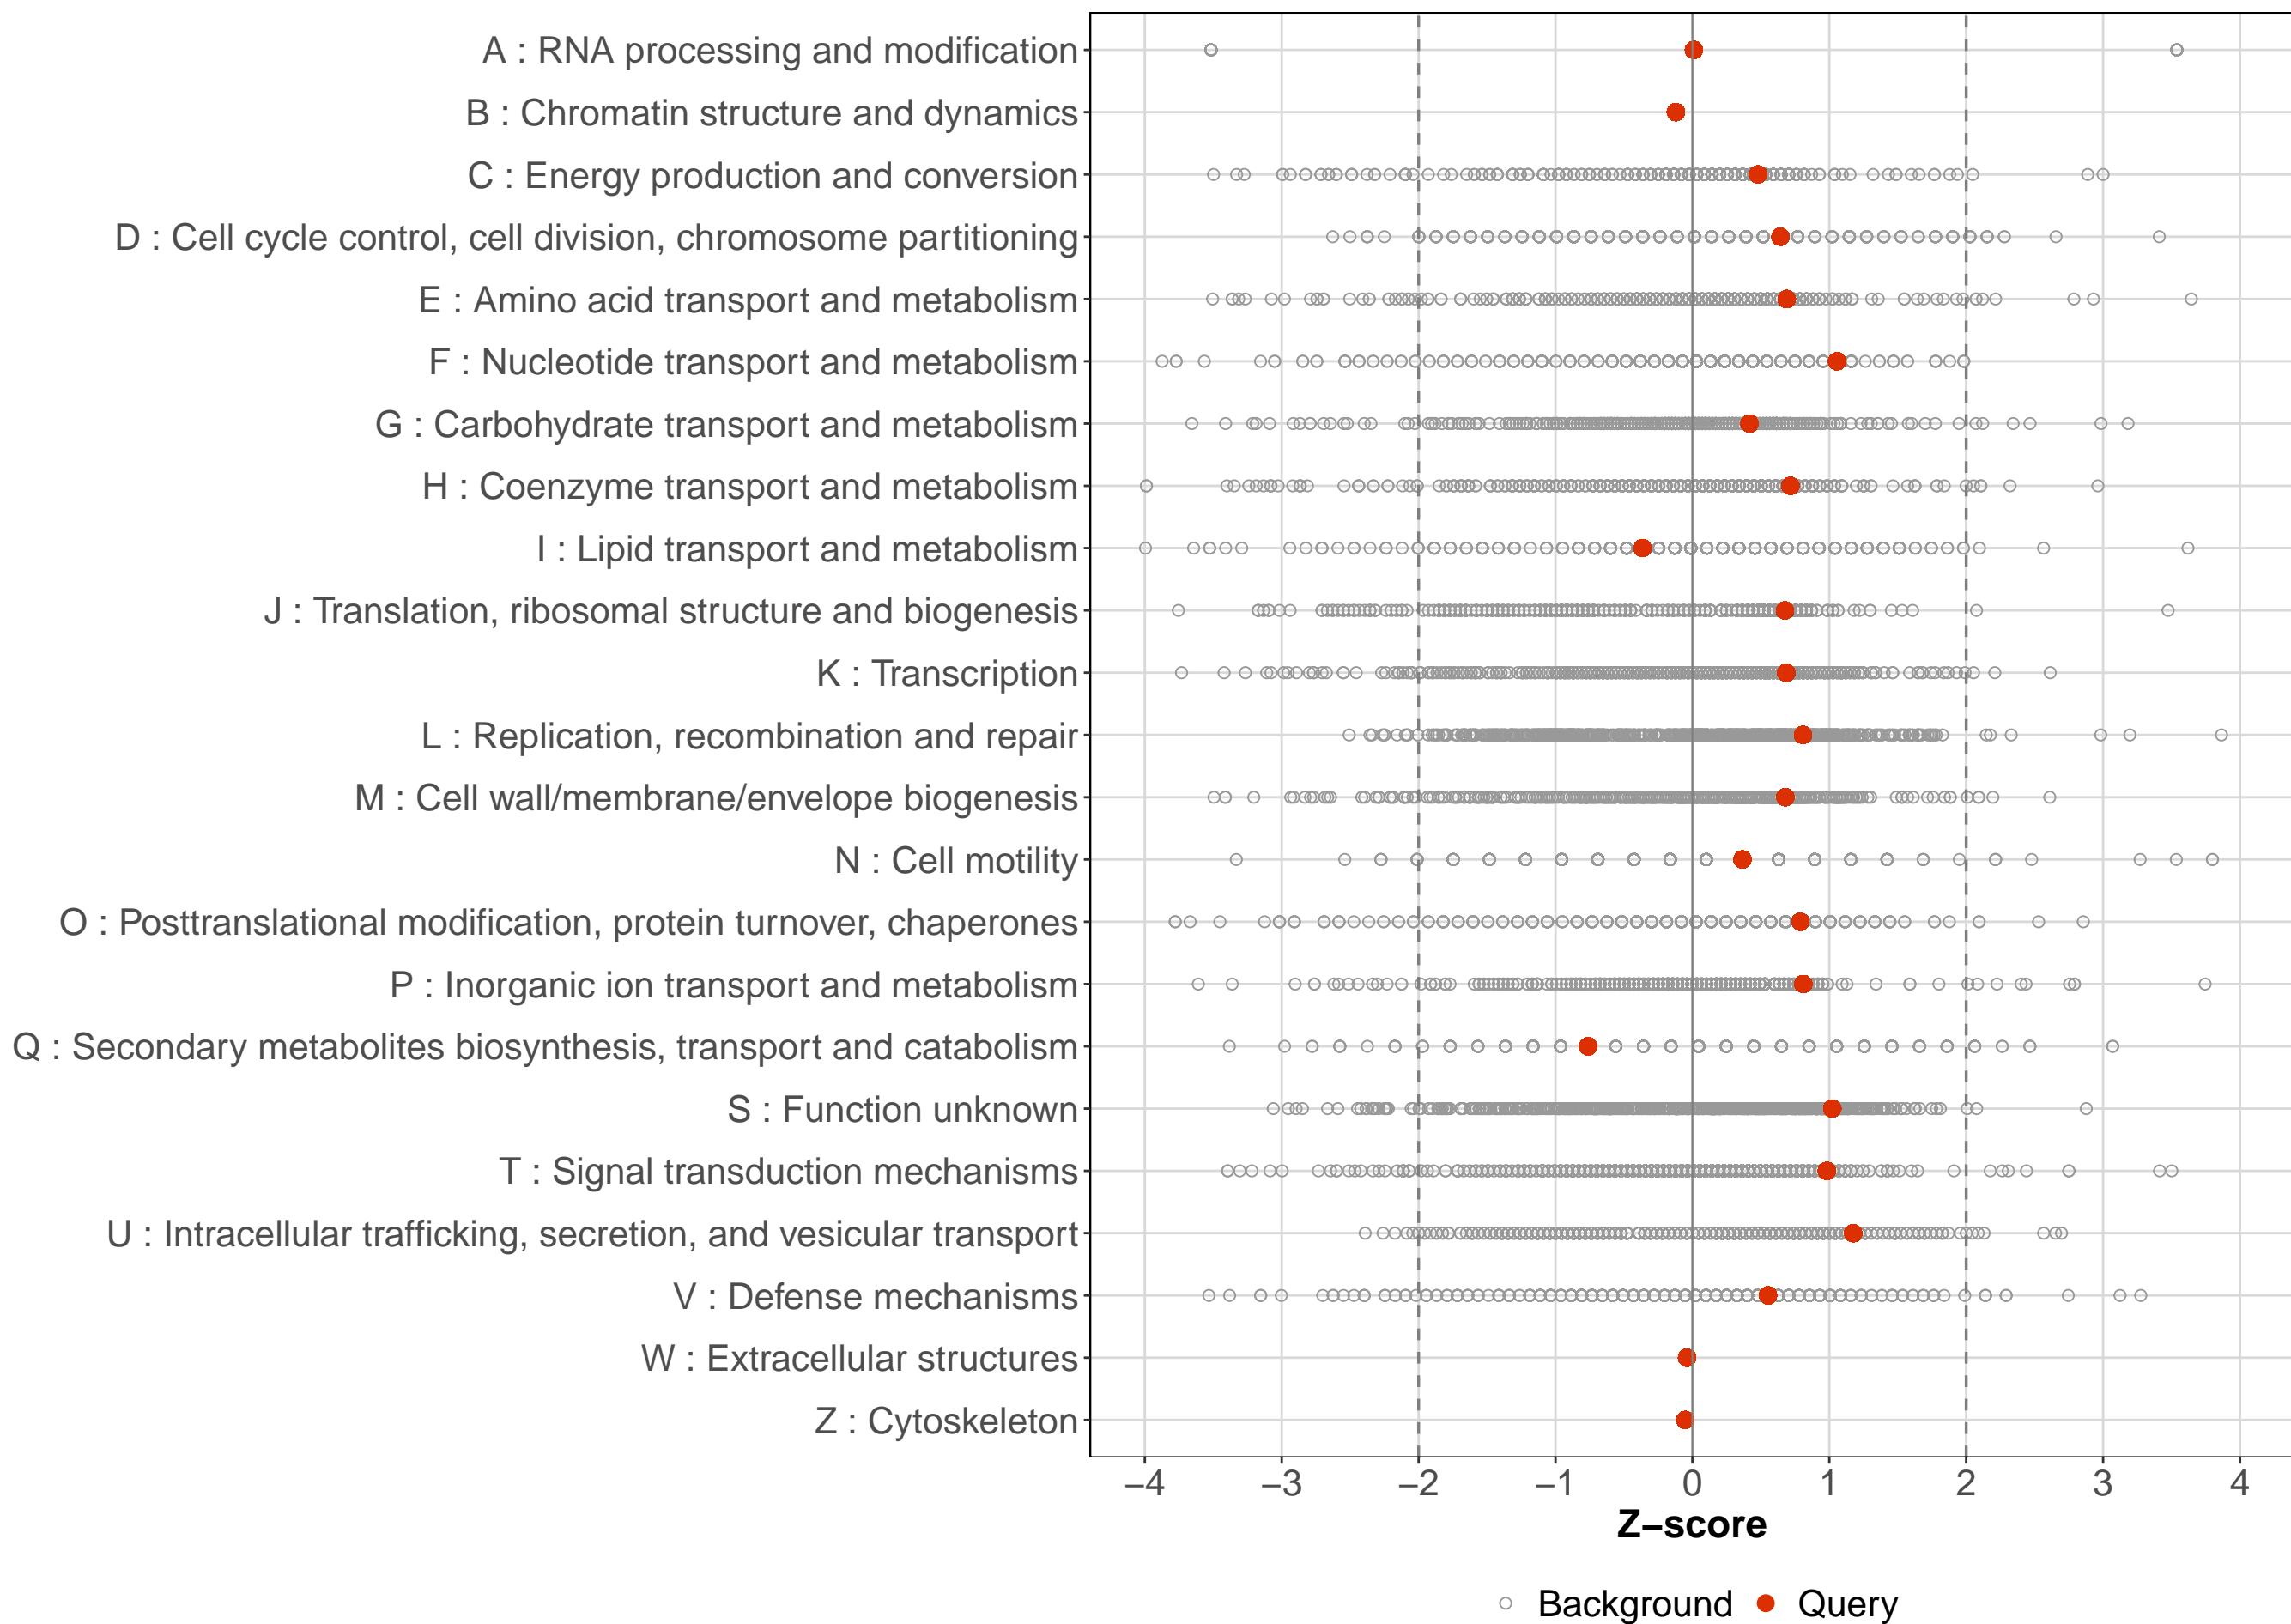 A : RNA processing and modification
B : Chromatin structure and dynamics
C : Energy production and conversion
D : Cell cycle control, cell division, chromosome partitioning
E : Amino acid transport and metabolism
F : Nucleotide transport and metabolism
G : Carbohydrate transport and metabolism
H : Coenzyme transport and metabolism
I : Lipid transport and metabolism
J : Translation, ribosomal structure and biogenesis
K : Transcription
L : Replication, recombination and repair
M : Cell wall/membrane/envelope biogenesis
N : Cell motility
O : Posttranslational modification, protein turnover, chaperones
P : Inorganic ion transport and metabolism
Q : Secondary metabolites biosynthesis, transport and catabolism
S : Function unknown
T : Signal transduction mechanisms
U : Intracellular trafficking, secretion, and vesicular transport
V : Defense mechanisms
W : Extracellular structures
Z : Cytoskeleton
−4 −3 −2 −1 0 1 2 3 4
Z−score
Background Query